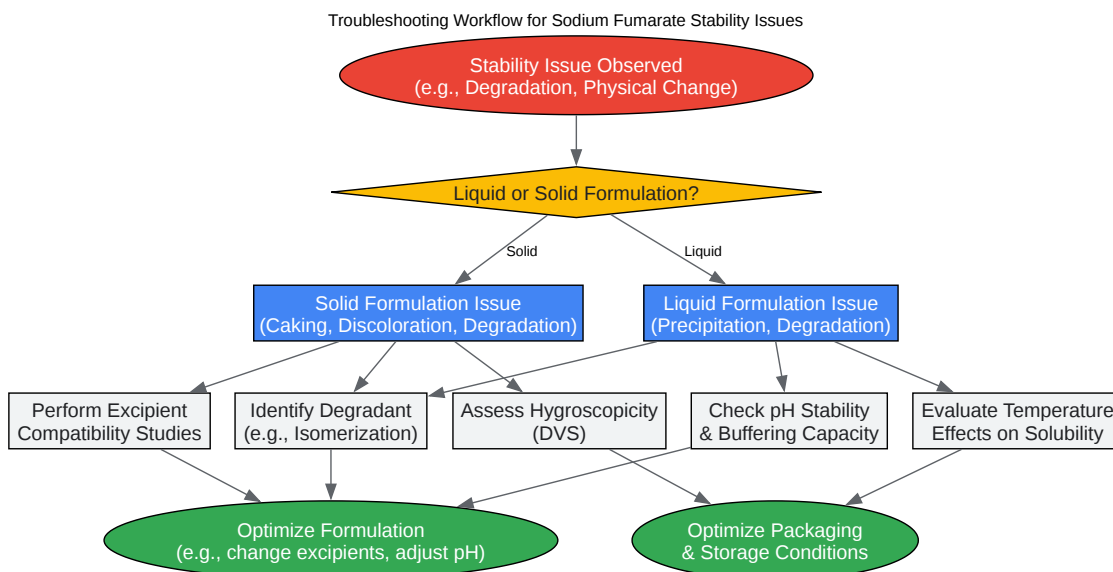 Troubleshooting Workflow for Sodium Fumarate Stability Issues
Stability Issue Observed
(e.g., Degradation, Physical Change)
Liquid or Solid Formulation?
Solid
Liquid
Solid Formulation Issue
(Caking, Discoloration, Degradation)
Liquid Formulation Issue
(Precipitation, Degradation)
Perform Excipient
Compatibility Studies
Identify Degradant
(e.g., Isomerization)
Assess Hygroscopicity
(DVS)
Check pH Stability
& Buffering Capacity
Evaluate Temperature
Effects on Solubility
Optimize Formulation
(e.g., change excipients, adjust pH)
Optimize Packaging
& Storage Conditions